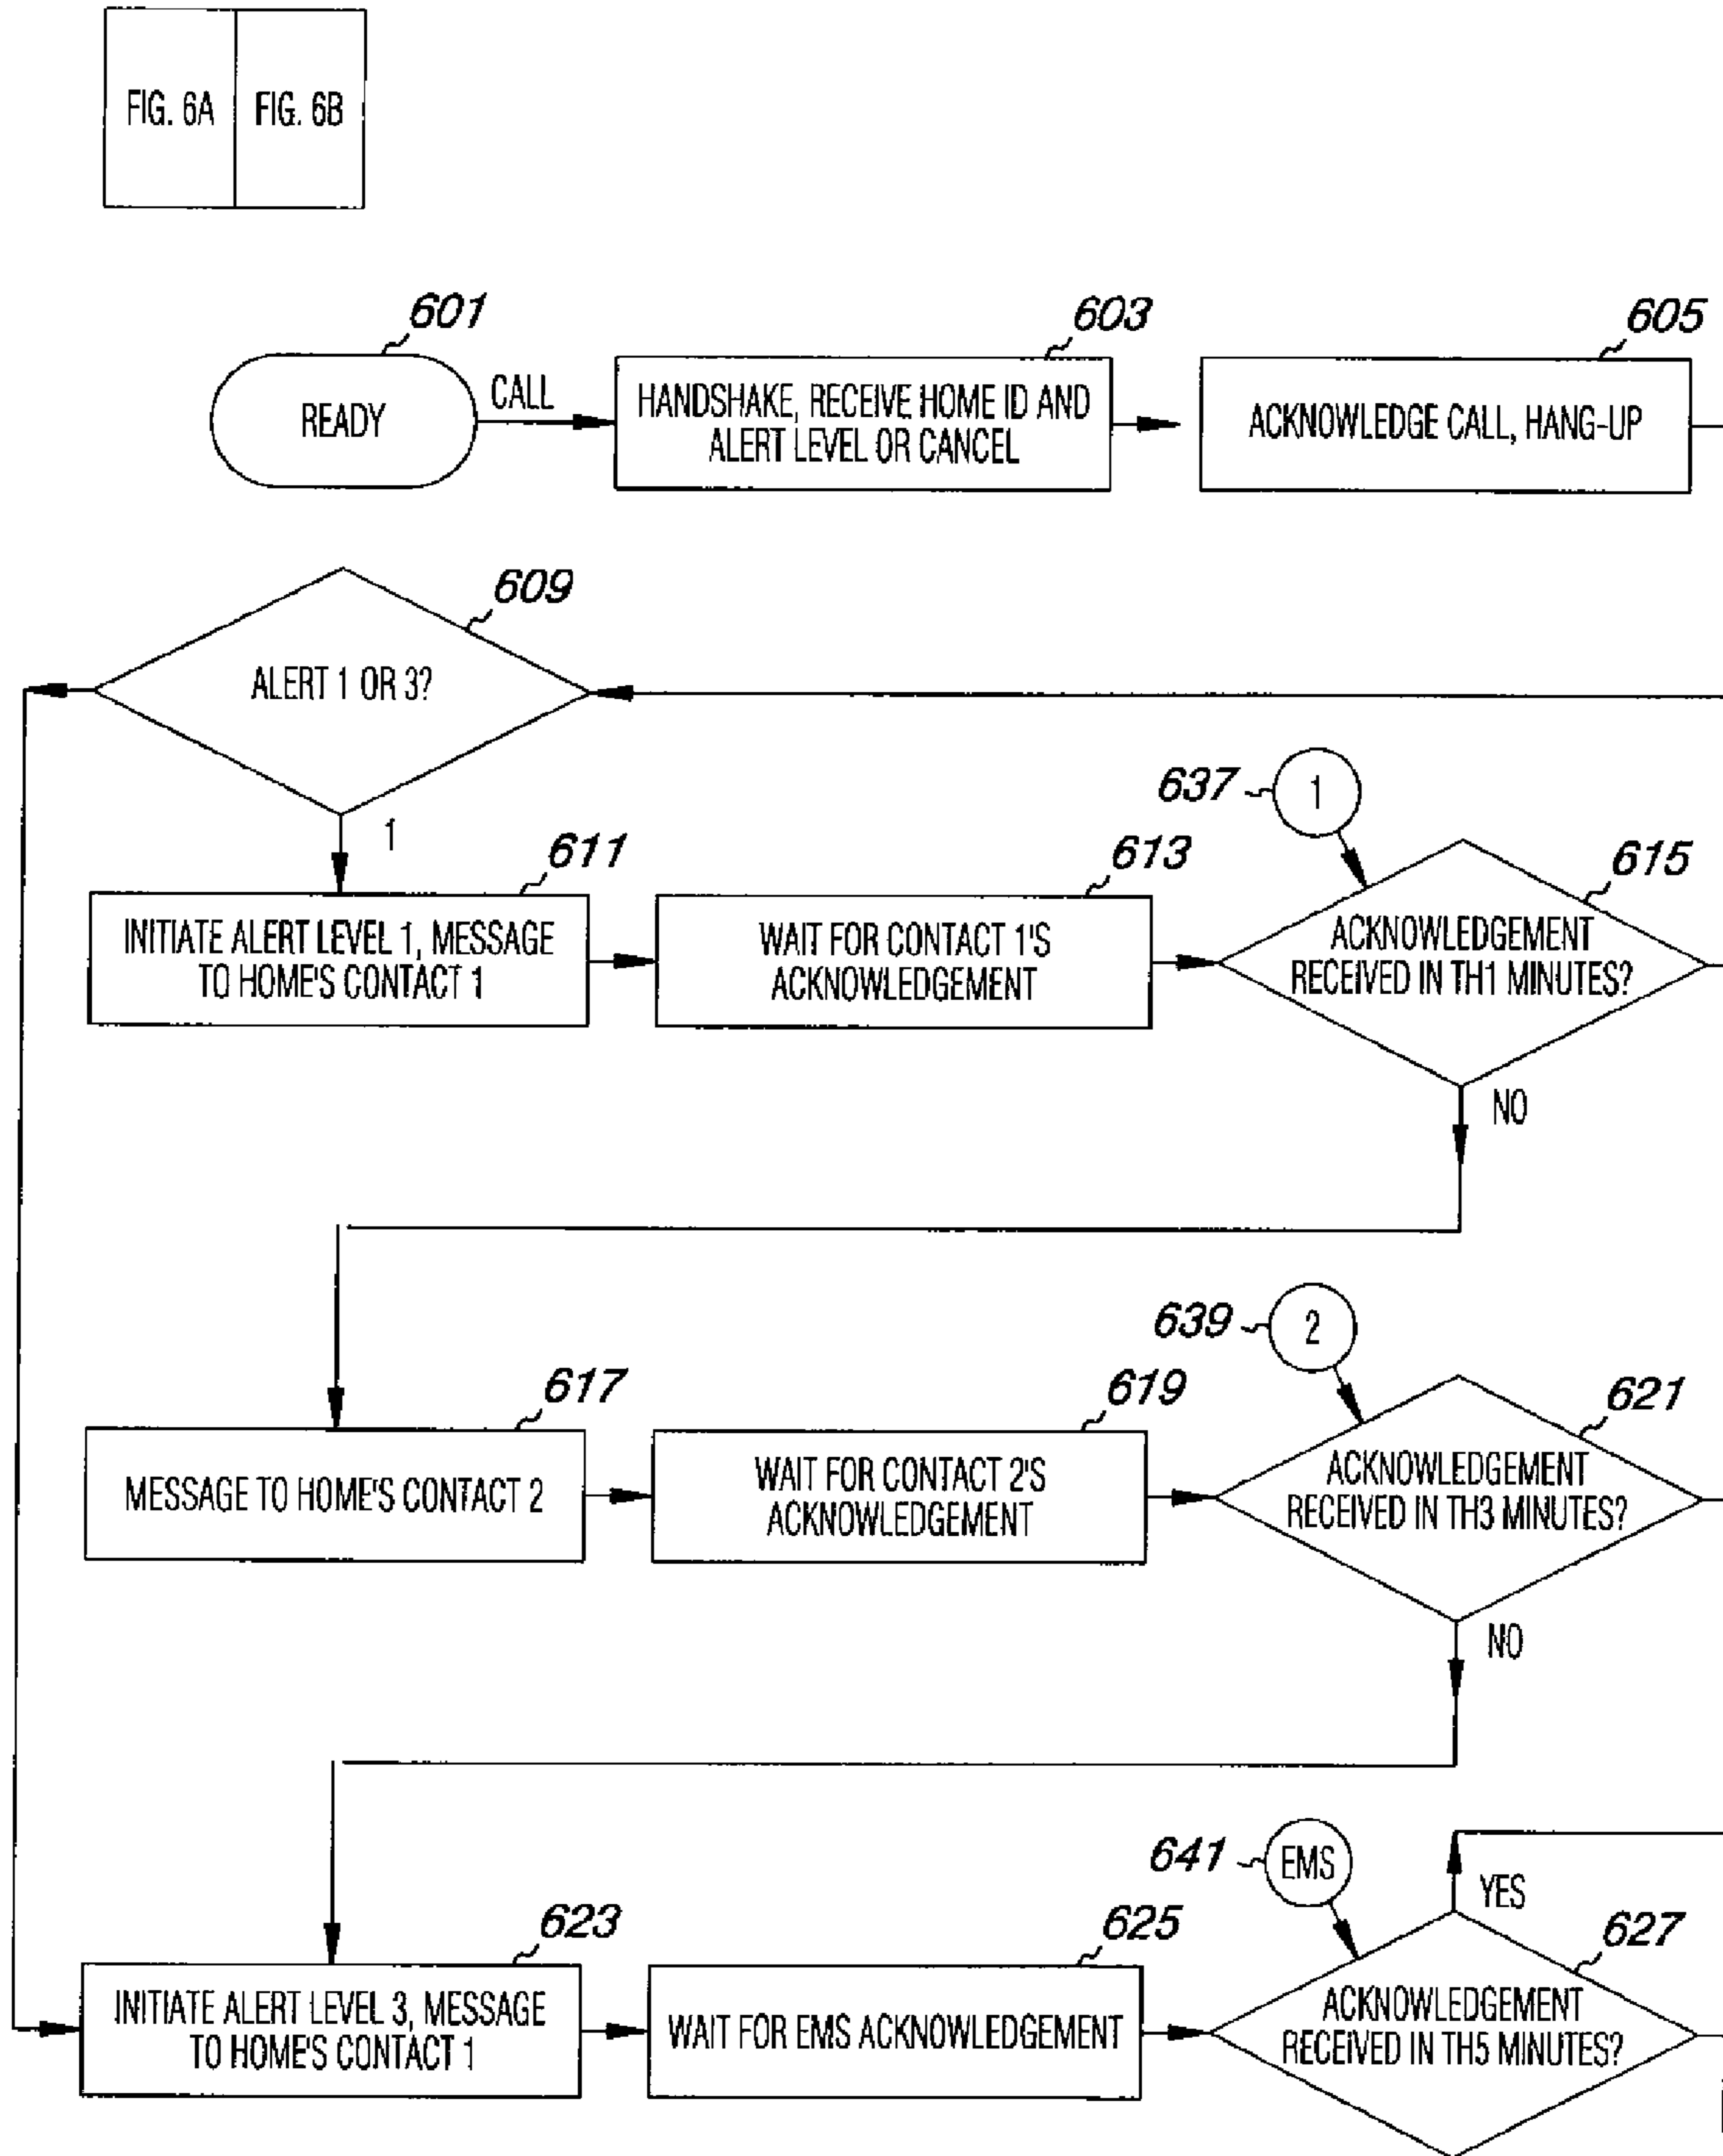 FIG. 6A
FIG. 6B
601
603
605
READY
CALL
HANDSHAKE, RECEIVE HOME ID AND
ALERT LEVEL OR CANCEL
ACKNOWLEDGE CALL, HANG-UP
609
ALERT 1 OR 3?
1
637
1
611
613
615
INITIATE ALERT LEVEL 1, MESSAGE
TO HOME'S CONTACT 1
WAIT FOR CONTACT 1'S
ACKNOWLEDGEMENT
ACKNOWLEDGEMENT
RECEIVED IN TH1 MINUTES?
NO
639
2
617
619
621
MESSAGE TO HOME'S CONTACT 2
WAIT FOR CONTACT 2'S
ACKNOWLEDGEMENT
ACKNOWLEDGEMENT
RECEIVED IN TH3 MINUTES?
NO
641
EMS
YES
623
625
627
INITIATE ALERT LEVEL 3, MESSAGE
TO HOME'S CONTACT 1
WAIT FOR EMS ACKNOWLEDGEMENT
ACKNOWLEDGEMENT
RECEIVED IN TH5 MINUTES?